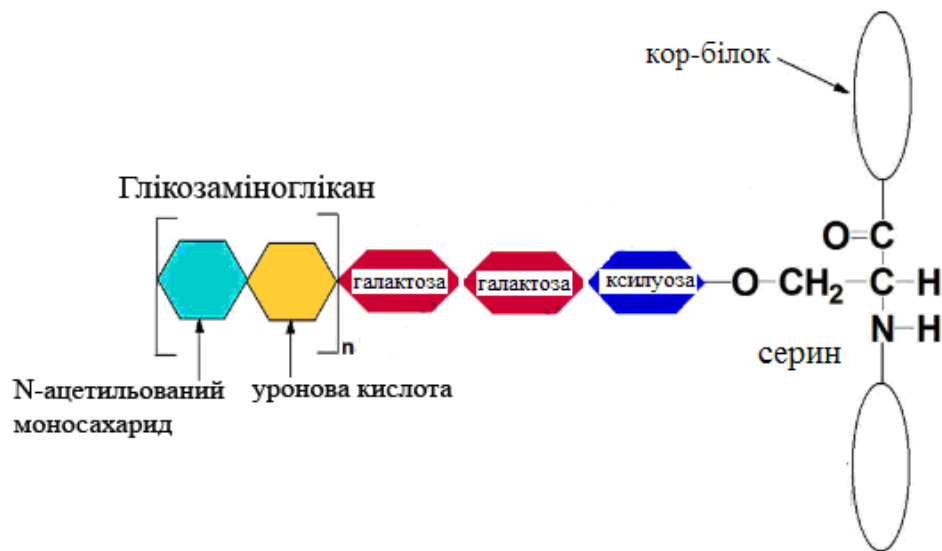 кор-білок
Глікозаміноглікан
O=C
галактоза
галактоза
ксилуоза
O
CH2
C
H
n
N
H
серин
N-ацетильований
моносахарид
уронова кислота